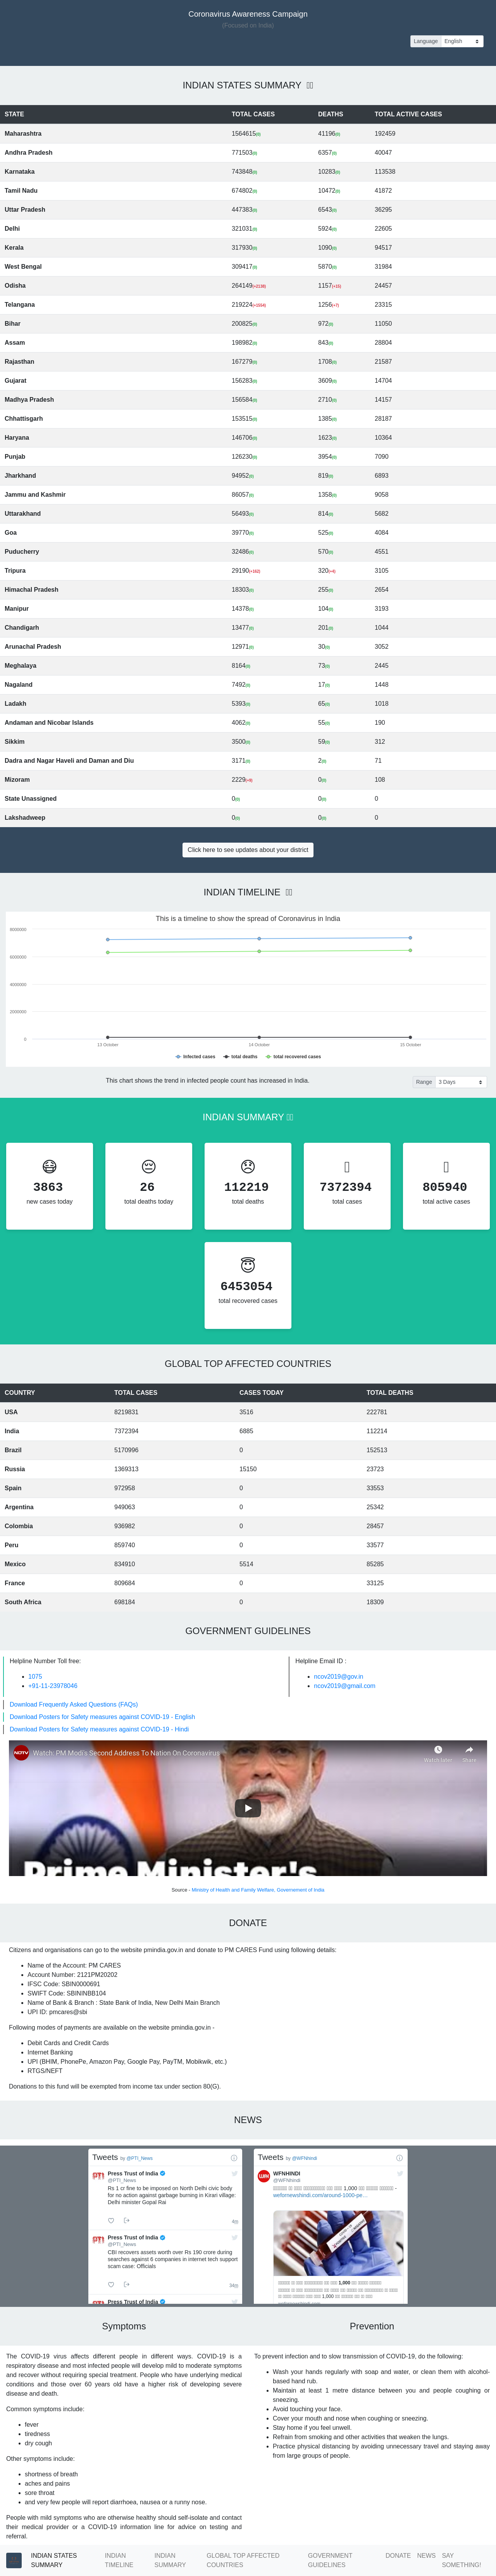 Coronavirus Awareness Campaign
(Focused on India)
Language English
INDIAN STATES SUMMARY
STATE TOTAL CASES DEATHS TOTAL ACTIVE CASES
Maharashtra 1564615(0) 41196(0) 192459
Andhra Pradesh 771503(0) 6357(0) 40047
Karnataka 743848(0) 10283(0) 113538
Tamil Nadu 674802(0) 10472(0) 41872
Uttar Pradesh 447383(0) 6543(0) 36295
Delhi 321031(0) 5924(0) 22605
Kerala 317930(0) 1090(0) 94517
West Bengal 309417(0) 5870(0) 31984
Odisha 264149(+2138) 1157(+15) 24457
Telangana 219224(+1554) 1256(+7) 23315
Bihar 200825(0) 972(0) 11050
Assam 198982(0) 843(0) 28804
Rajasthan 167279(0) 1708(0) 21587
Gujarat 156283(0) 3609(0) 14704
Madhya Pradesh 156584(0) 2710(0) 14157
Chhattisgarh 153515(0) 1385(0) 28187
Haryana 146706(0) 1623(0) 10364
Punjab 126230(0) 3954(0) 7090
Jharkhand 94952(0) 819(0) 6893
Jammu and Kashmir 86057(0) 1358(0) 9058
Uttarakhand 56493(0) 814(0) 5682
Goa 39770(0) 525(0) 4084
Puducherry 32486(0) 570(0) 4551
Tripura 29190(+182) 320(+4) 3105
Himachal Pradesh 18303(0) 255(0) 2654
Manipur 14378(0) 104(0) 3193
Chandigarh 13477(0) 201(0) 1044
Arunachal Pradesh 12971(0) 30(0) 3052
Meghalaya 8164(0) 73(0) 2445
Nagaland 7492(0) 17(0) 1448
Ladakh 5393(0) 65(0) 1018
Andaman and Nicobar Islands 4062(0) 55(0) 190
Sikkim 3500(0) 59(0) 312
Dadra and Nagar Haveli and Daman and Diu 3171(0) 2(0) 71
Mizoram 2229(+8) 0(0) 108
State Unassigned 0(0) 0(0) 0
Lakshadweep 0(0) 0(0) 0
Click here to see updates about your district
INDIAN TIMELINE
This is a timeline to show the spread of Coronavirus in India
8000000
6000000
4000000
2000000
0
13 October 14 October 15 October
Infected cases total deaths total recovered cases
This chart shows the trend in infected people count has increased in India.
Range 3 Days
INDIAN SUMMARY
3863
new cases today
26
total deaths today
112219
total deaths
7372394
total cases
805940
total active cases
6453054
total recovered cases
GLOBAL TOP AFFECTED COUNTRIES
COUNTRY TOTAL CASES CASES TODAY TOTAL DEATHS
USA 8219831 3516 222781
India 7372394 6885 112214
Brazil 5170996 0 152513
Russia 1369313 15150 23723
Spain 972958 0 33553
Argentina 949063 0 25342
Colombia 936982 0 28457
Peru 859740 0 33577
Mexico 834910 5514 85285
France 809684 0 33125
South Africa 698184 0 18309
GOVERNMENT GUIDELINES
Helpline Number Toll free:
1075
+91-11-23978046
Helpline Email ID :
ncov2019@gov.in
ncov2019@gmail.com
Download Frequently Asked Questions (FAQs)
Download Posters for Safety measures against COVID-19 - English
Download Posters for Safety measures against COVID-19 - Hindi
NDTV
Watch: PM Modi's Second Address To Nation On Coronavirus
Watch later Share
Prime Minister's
Source - Ministry of Health and Family Welfare, Governement of India
DONATE
Citizens and organisations can go to the website pmindia.gov.in and donate to PM CARES Fund using following details:
Name of the Account: PM CARES
Account Number: 2121PM20202
IFSC Code: SBIN0000691
SWIFT Code: SBININBB104
Name of Bank & Branch : State Bank of India, New Delhi Main Branch
UPI ID: pmcares@sbi
Following modes of payments are available on the website pmindia.gov.in -
Debit Cards and Credit Cards
Internet Banking
UPI (BHIM, PhonePe, Amazon Pay, Google Pay, PayTM, Mobikwik, etc.)
RTGS/NEFT
Donations to this fund will be exempted from income tax under section 80(G).
NEWS
Tweets by @PTI_News
PTI
Press Trust of India
@PTI_News
Rs 1 cr fine to be imposed on North Delhi civic body
for no action against garbage burning in Kirari village:
Delhi minister Gopal Rai
4m
PTI
Press Trust of India
@PTI_News
CBI recovers assets worth over Rs 190 crore during
searches against 6 companies in internet tech support
scam case: Officials
34m
Press Trust of India
Tweets by @WFNHindi
WFNHINDI
@WFNhindi
1,000
wefornewshindi.com/around-1000-pe…
1,000
1,000
Symptoms
The COVID-19 virus affects different people in different ways. COVID-19 is a
respiratory disease and most infected people will develop mild to moderate symptoms
and recover without requiring special treatment. People who have underlying medical
conditions and those over 60 years old have a higher risk of developing severe
disease and death.
Common symptoms include:
fever
tiredness
dry cough
Other symptoms include:
shortness of breath
aches and pains
sore throat
and very few people will report diarrhoea, nausea or a runny nose.
People with mild symptoms who are otherwise healthy should self-isolate and contact
their medical provider or a COVID-19 information line for advice on testing and
referral.
Prevention
To prevent infection and to slow transmission of COVID-19, do the following:
Wash your hands regularly with soap and water, or clean them with alcohol-
based hand rub.
Maintain at least 1 metre distance between you and people coughing or
sneezing.
Avoid touching your face.
Cover your mouth and nose when coughing or sneezing.
Stay home if you feel unwell.
Refrain from smoking and other activities that weaken the lungs.
Practice physical distancing by avoiding unnecessary travel and staying away
from large groups of people.
INDIAN STATES SUMMARY
INDIAN TIMELINE
INDIAN SUMMARY
GLOBAL TOP AFFECTED COUNTRIES
GOVERNMENT GUIDELINES
DONATE
NEWS
SAY SOMETHING!